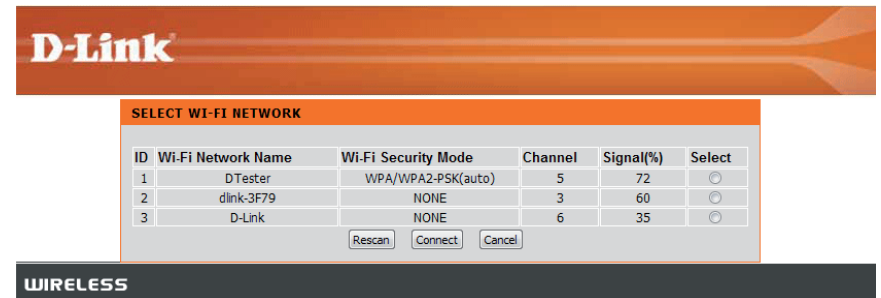 D-Link
SELECT WI-FI NETWORK
ID Wi-Fi Network Name Wi-Fi Security Mode Channel Signal(%) Select
1 DTester WPA/WPA2-PSK(auto) 5 72
2 dlink-3F79 NONE 3 60
3 D-Link NONE 6 35
Rescan Connect Cancel
WIRELESS